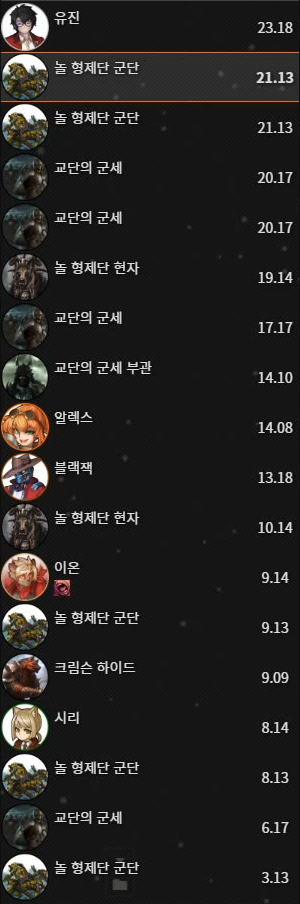 유진
23.18
놀 형제단 군단
21.13
놀 형제단 군단
21.13
교단의 군세
20.17
교단의 군세
20.17
놀 형제단 현자
19.14
교단의 군세
17.17
교단의 군세 부관
14.10
알렉스
14.08
블랙잭
13.18
놀 형제단 현자
10.14
이온
9.14
놀 형제단 군단
9.13
크림슨 하이드
9.09
시리
8.14
놀 형제단 군단
8.13
교단의 군세
6.17
놀 형제단 군단
3.13